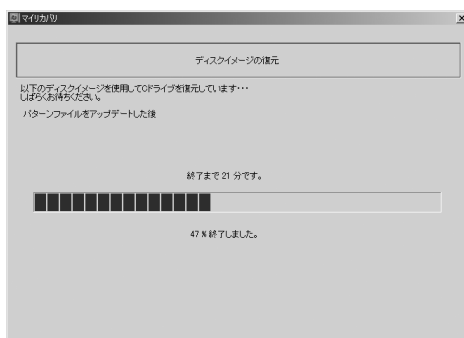 マイリカバリ
ディスクイメージの復元
以下のディスクイメージを使用してCドライブを復元しています・・・
しばらくお待ちください。
パターンファイルをアップデートした後
終了まで 21 分です。
47 % 終了しました。